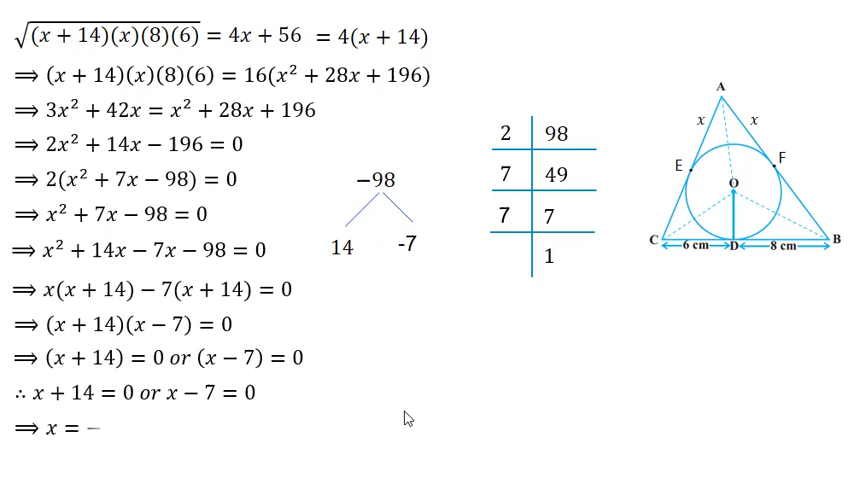 √(x + 14)(x)(8)(6) = 4x + 56 = 4(x + 14)
⟹ (x + 14)(x)(8)(6) = 16(x² + 28x + 196)
⟹ 3x² + 42x = x² + 28x + 196
⟹ 2x² + 14x − 196 = 0
⟹ 2(x² + 7x − 98) = 0
⟹ x² + 7x − 98 = 0
⟹ x² + 14x − 7x − 98 = 0
⟹ x(x + 14) − 7(x + 14) = 0
⟹ (x + 14)(x − 7) = 0
⟹ (x + 14) = 0 or (x − 7) = 0
∴ x + 14 = 0 or x − 7 = 0
⟹ x = −
−98
14 -7
2 98
7 49
7 7
1
A
x x
E F
O
C 6 cm D 8 cm B